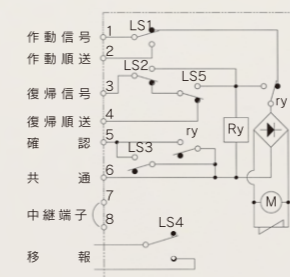 作動信号 1 LS1
作動順送 2
LS2
復帰信号 3 LS5
ry
復帰順送 4
確認 5 ry Ry
LS3
共通 6
7
中継端子 M
8
LS4
移報